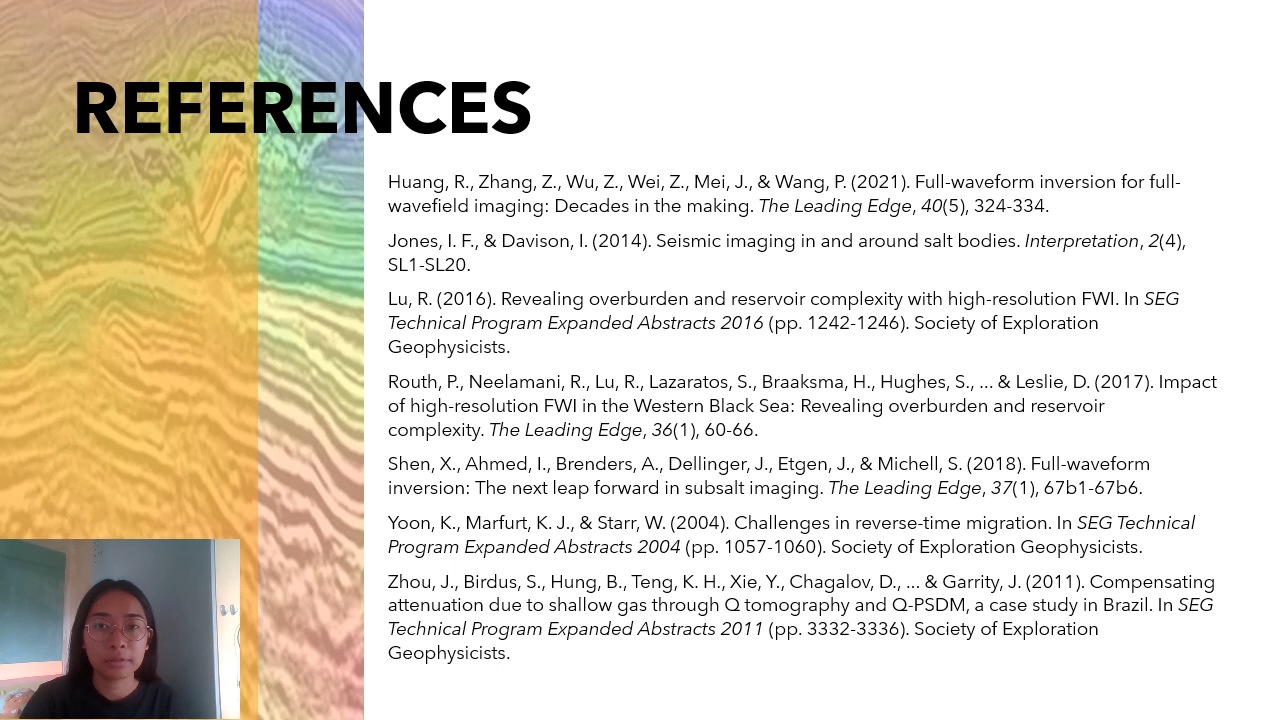 REFERENCES
Huang, R., Zhang, Z., Wu, Z., Wei, Z., Mei, J., & Wang, P. (2021). Full-waveform inversion for full-
wavefield imaging: Decades in the making. The Leading Edge, 40(5), 324-334.
Jones, I. F., & Davison, I. (2014). Seismic imaging in and around salt bodies. Interpretation, 2(4),
SL1-SL20.
Lu, R. (2016). Revealing overburden and reservoir complexity with high-resolution FWI. In SEG
Technical Program Expanded Abstracts 2016 (pp. 1242-1246). Society of Exploration
Geophysicists.
Routh, P., Neelamani, R., Lu, R., Lazaratos, S., Braaksma, H., Hughes, S., ... & Leslie, D. (2017). Impact
of high-resolution FWI in the Western Black Sea: Revealing overburden and reservoir
complexity. The Leading Edge, 36(1), 60-66.
Shen, X., Ahmed, I., Brenders, A., Dellinger, J., Etgen, J., & Michell, S. (2018). Full-waveform
inversion: The next leap forward in subsalt imaging. The Leading Edge, 37(1), 67b1-67b6.
Yoon, K., Marfurt, K. J., & Starr, W. (2004). Challenges in reverse-time migration. In SEG Technical
Program Expanded Abstracts 2004 (pp. 1057-1060). Society of Exploration Geophysicists.
Zhou, J., Birdus, S., Hung, B., Teng, K. H., Xie, Y., Chagalov, D., ... & Garrity, J. (2011). Compensating
attenuation due to shallow gas through Q tomography and Q-PSDM, a case study in Brazil. In SEG
Technical Program Expanded Abstracts 2011 (pp. 3332-3336). Society of Exploration
Geophysicists.